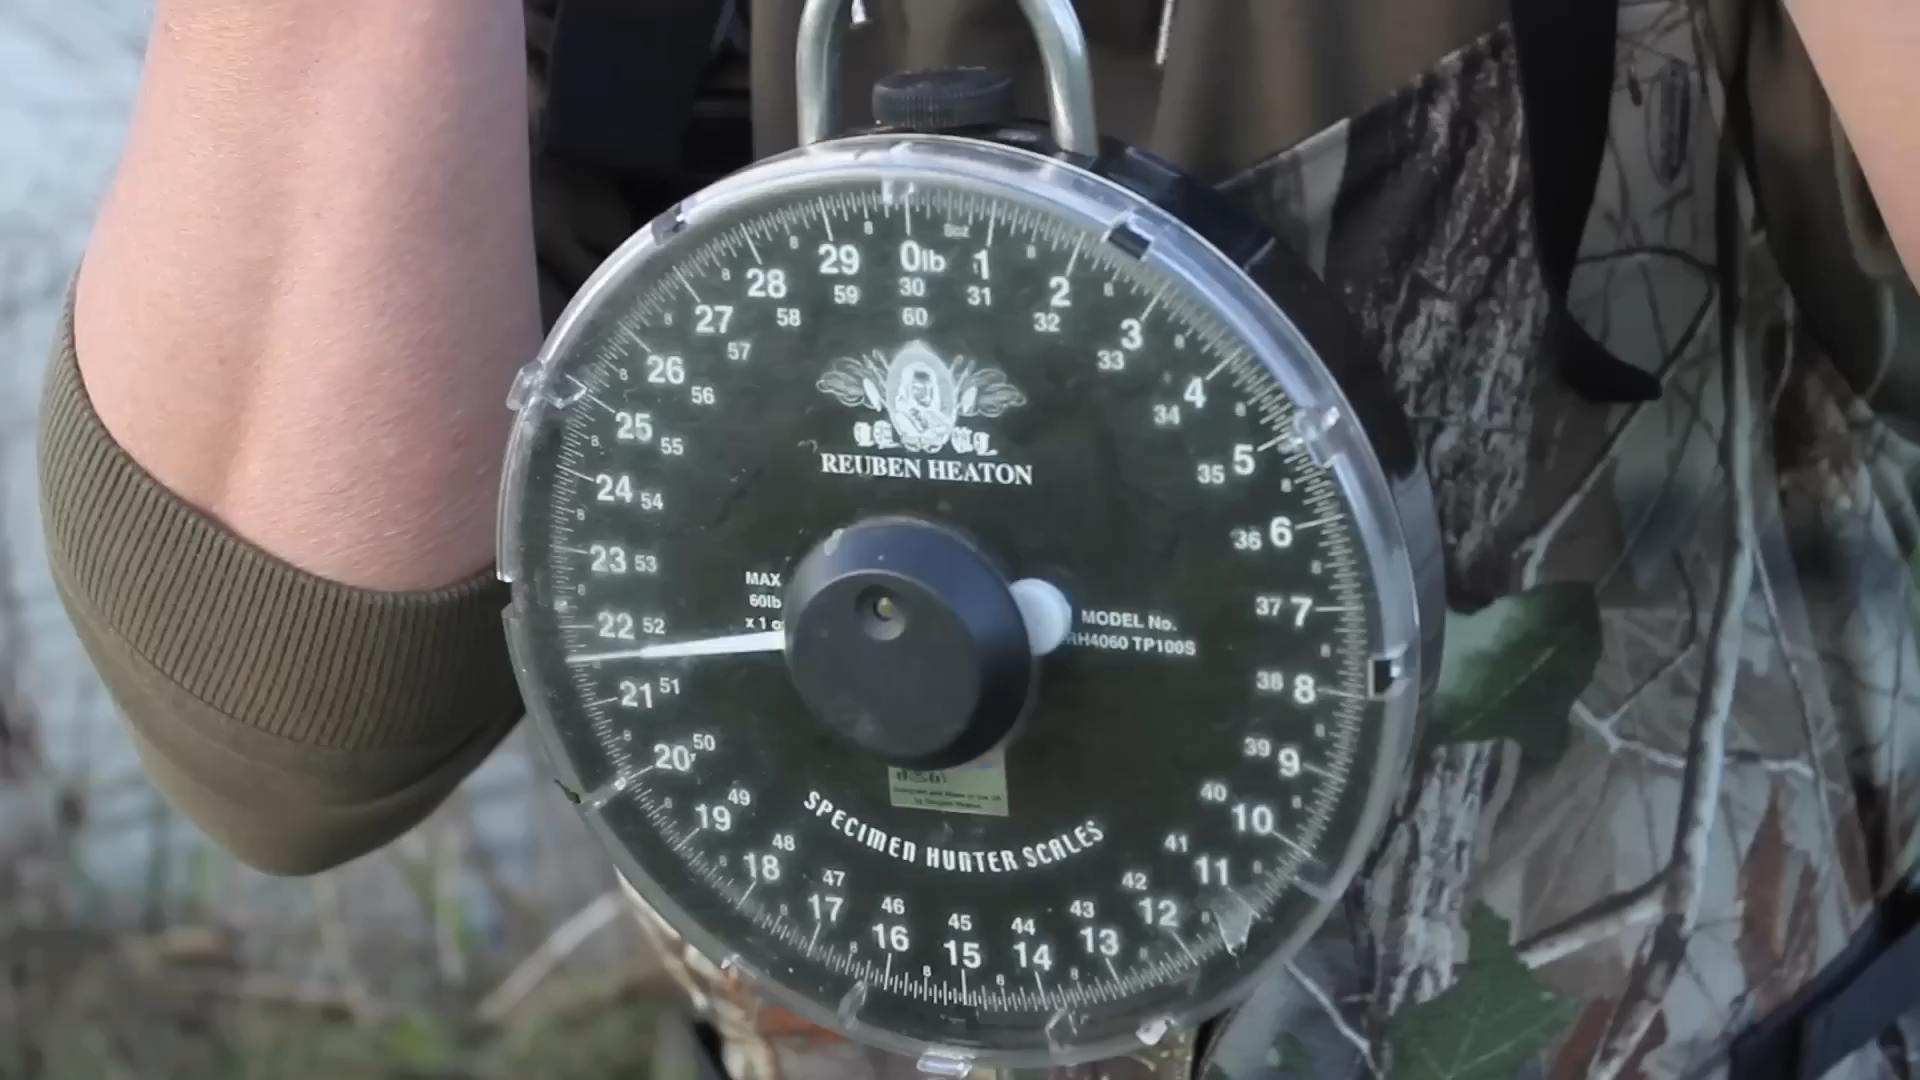 8oz
0lb 1 2 3 4 5 6 7 8 9 10 11 12 13 14 15 16 17 18 19 20 21 22 23 24 25 26 27 28 29
30 31 32 33 34 35 36 37 38 39 40 41 42 43 44 45 46 47 48 49 50 51 52 53 54 55 56 57 58 59
60
REUBEN HEATON
MAX
60lb
x 1 o
MODEL No.
RH4060 TP100S
SPECIMEN HUNTER SCALES